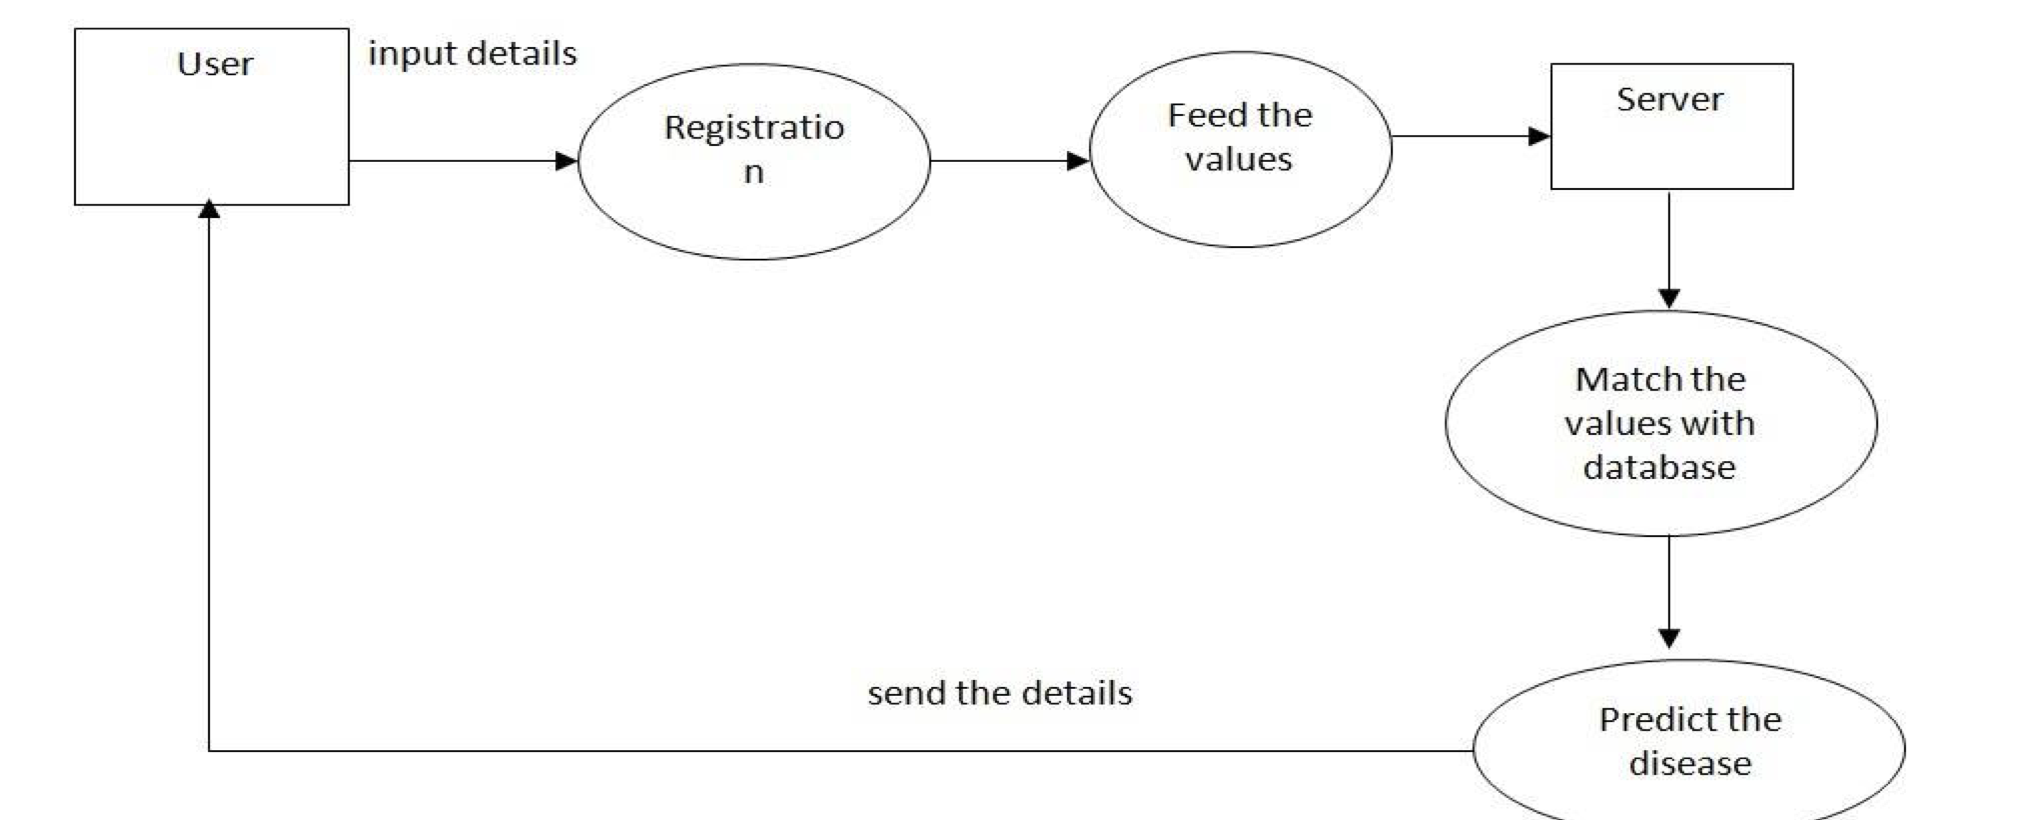 User
input details
Registratio
n
Feed the
values
Server
Match the
values with
database
send the details
Predict the
disease